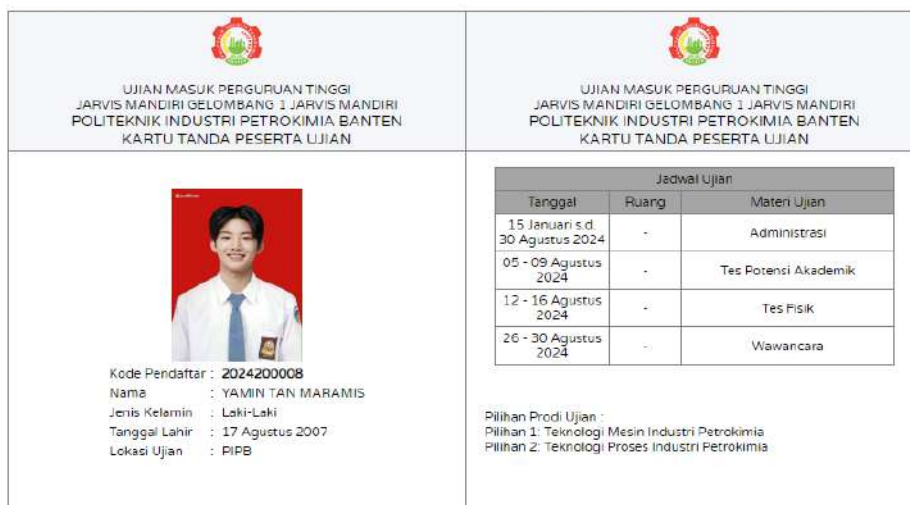 UJIAN MASUK PERGURUAN TINGGI
JARVIS MANDIRI GELOMBANG 1 JARVIS MANDIRI
POLITEKNIK INDUSTRI PETROKIMIA BANTEN
KARTU TANDA PESERTA UJIAN
Kode Pendaftar : 2024200008
Nama : YAMIN TAN MARAMIS
Jenis Kelamin : Laki-Laki
Tanggal Lahir : 17 Agustus 2007
Lokasi Ujian : PIPB
UJIAN MASUK PERGURUAN TINGGI
JARVIS MANDIRI GELOMBANG 1 JARVIS MANDIRI
POLITEKNIK INDUSTRI PETROKIMIA BANTEN
KARTU TANDA PESERTA UJIAN
Jadwal Ujian
Tanggal Ruang Materi Ujian
15 Januari s.d.
30 Agustus 2024 - Administrasi
05 - 09 Agustus
2024 - Tes Potensi Akademik
12 - 16 Agustus
2024 - Tes Fisik
26 - 30 Agustus
2024 - Wawancara
Pilihan Prodi Ujian :
Pilihan 1: Teknologi Mesin Industri Petrokimia
Pilihan 2: Teknologi Proses Industri Petrokimia